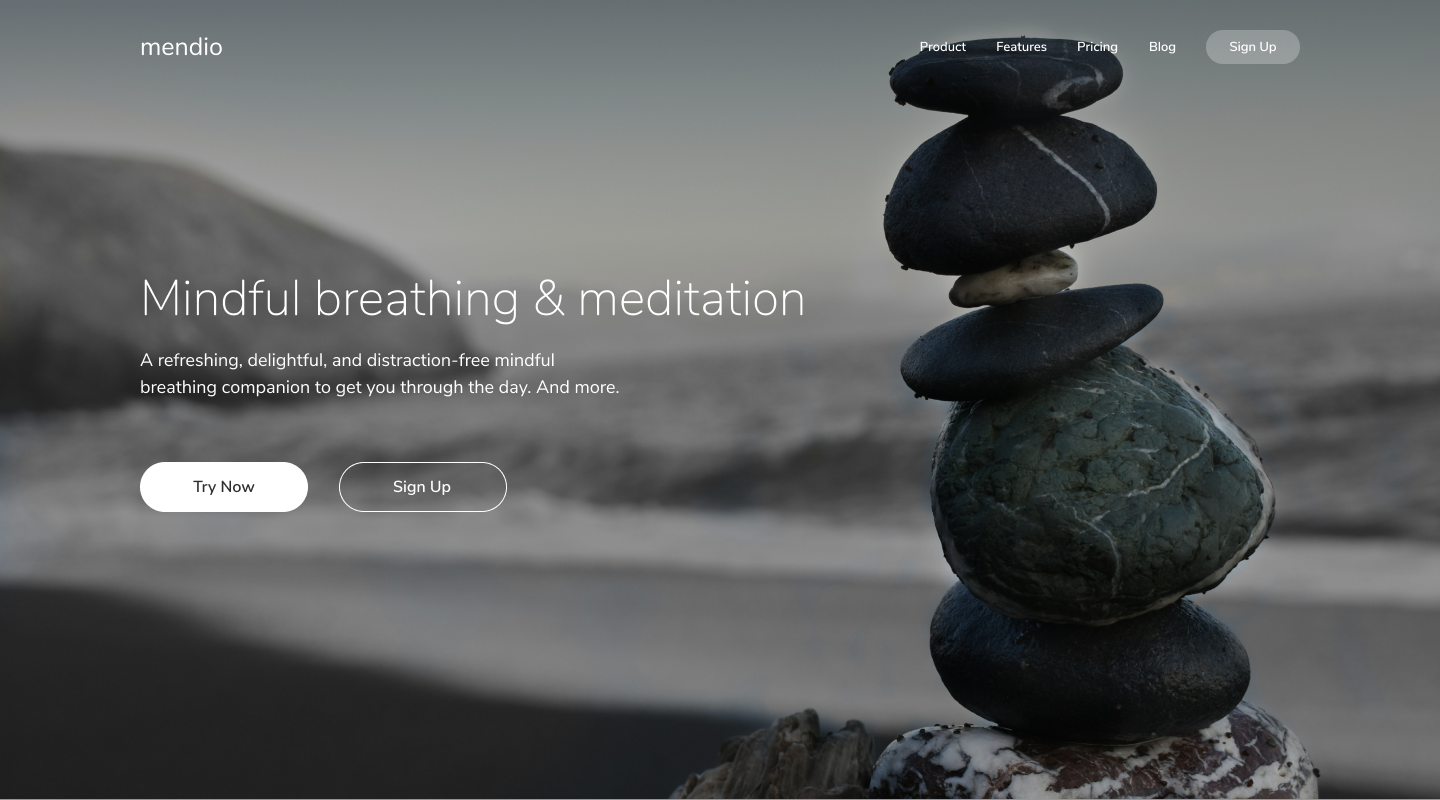 mendio
Product Features Pricing Blog Sign Up
Mindful breathing & meditation
A refreshing, delightful, and distraction-free mindful
breathing companion to get you through the day. And more.
Try Now Sign Up